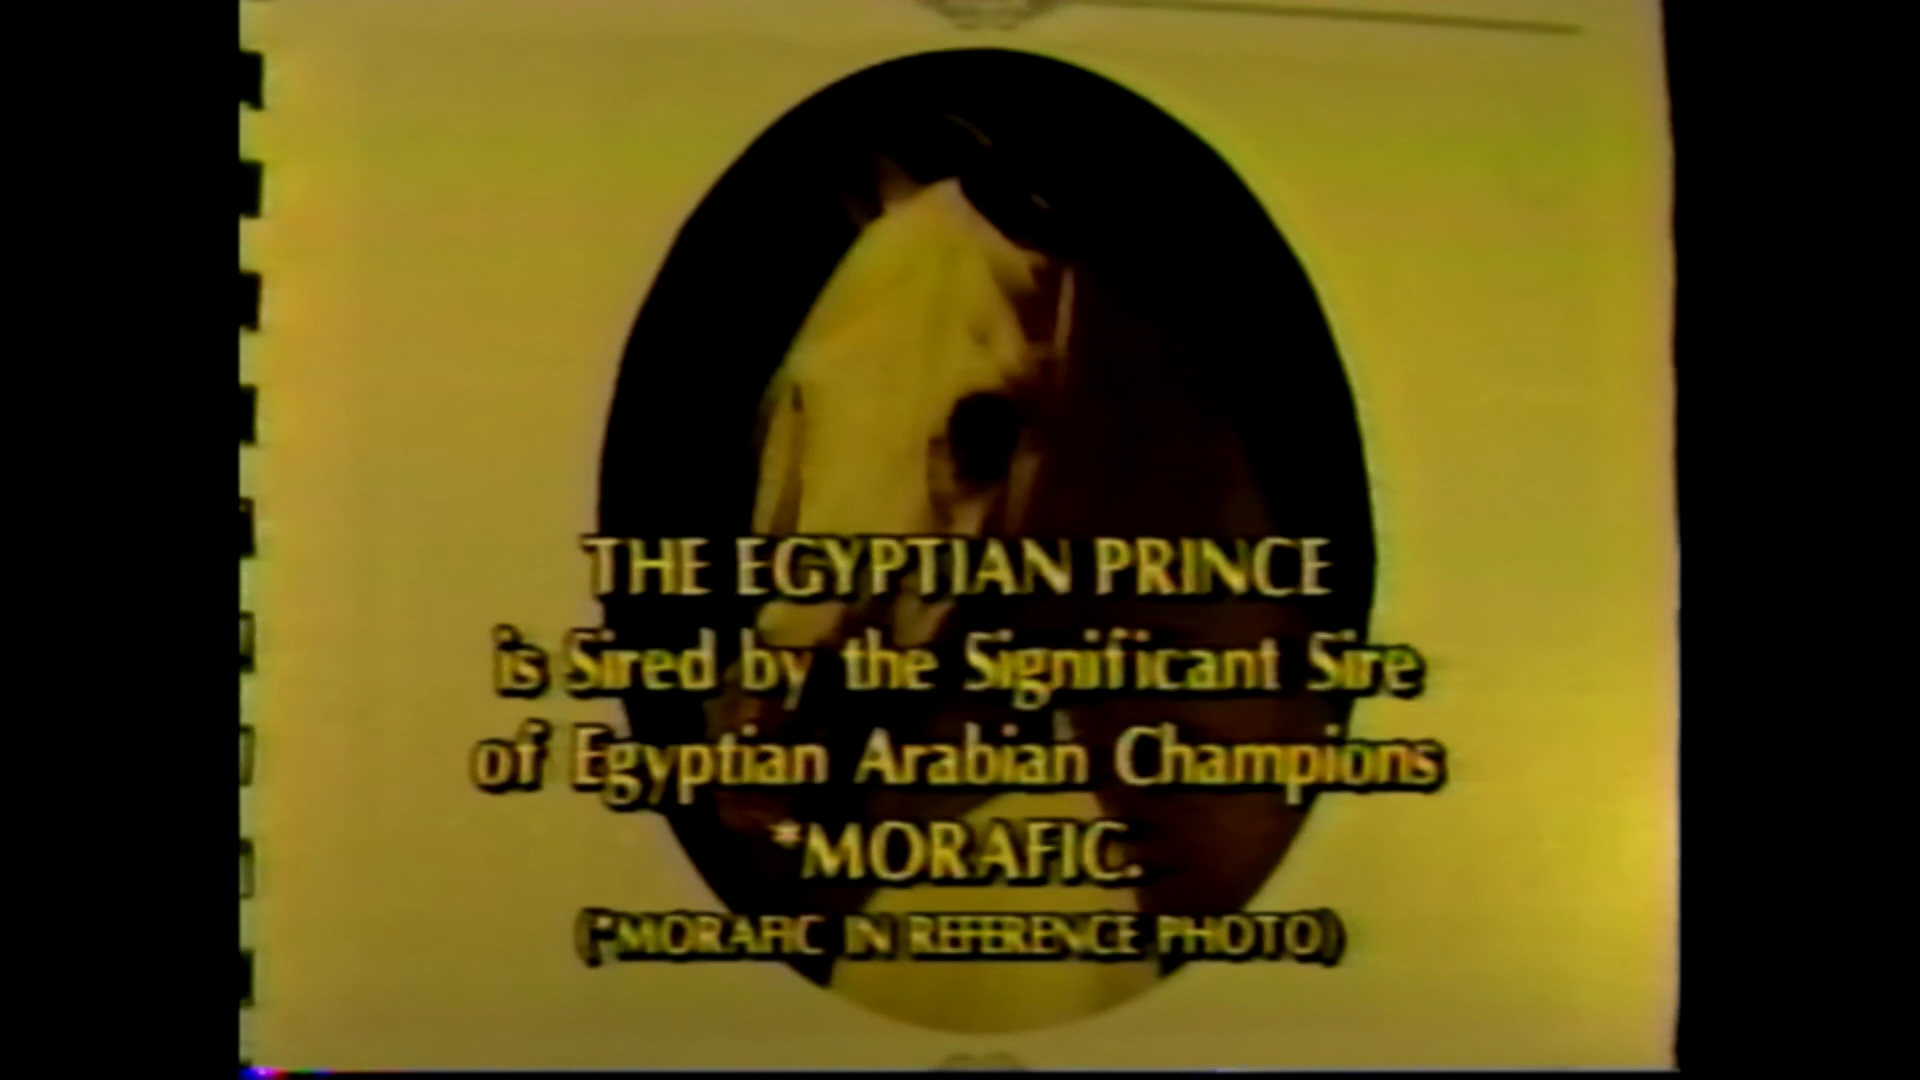 THE EGYPTIAN PRINCE
is Sired by the Significant Sire
of Egyptian Arabian Champions
*MORAFIC.
(*MORAFIC IN REFERENCE PHOTO)